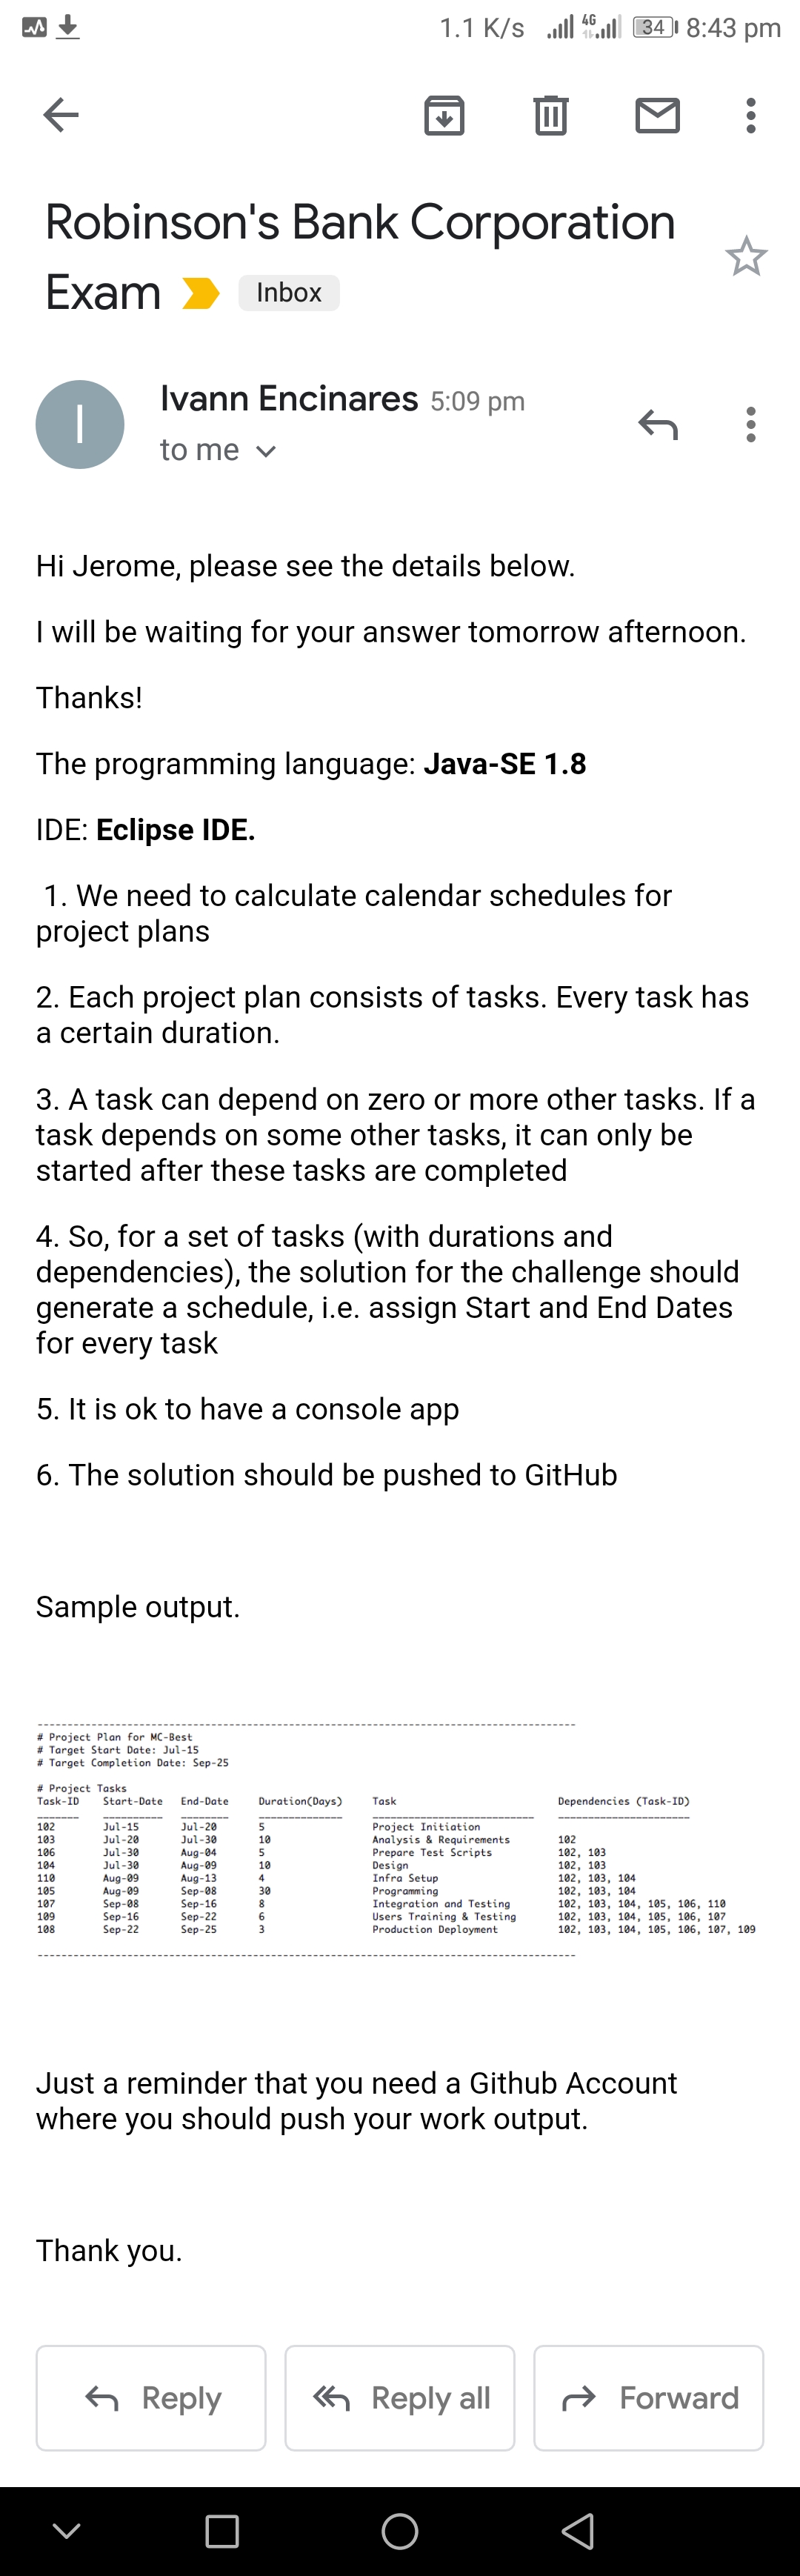 1.1 K/s 4G 34 8:43 pm
Robinson's Bank Corporation
Exam Inbox
I
Ivann Encinares 5:09 pm
to me
Hi Jerome, please see the details below.
I will be waiting for your answer tomorrow afternoon.
Thanks!
The programming language: Java-SE 1.8
IDE: Eclipse IDE.
1. We need to calculate calendar schedules for
project plans
2. Each project plan consists of tasks. Every task has
a certain duration.
3. A task can depend on zero or more other tasks. If a
task depends on some other tasks, it can only be
started after these tasks are completed
4. So, for a set of tasks (with durations and
dependencies), the solution for the challenge should
generate a schedule, i.e. assign Start and End Dates
for every task
5. It is ok to have a console app
6. The solution should be pushed to GitHub
Sample output.
# Project Plan for MC-Best
# Target Start Date: Jul-15
# Target Completion Date: Sep-25
# Project Tasks
Task-ID Start-Date End-Date Duration(Days) Task Dependencies (Task-ID)
102 Jul-15 Jul-20 5 Project Initiation
103 Jul-20 Jul-30 10 Analysis & Requirements 102
106 Jul-30 Aug-04 5 Prepare Test Scripts 102, 103
104 Jul-30 Aug-09 10 Design 102, 103
110 Aug-09 Aug-13 4 Infra Setup 102, 103, 104
105 Aug-09 Sep-08 30 Programming 102, 103, 104
107 Sep-08 Sep-16 8 Integration and Testing 102, 103, 104, 105, 106, 110
109 Sep-16 Sep-22 6 Users Training & Testing 102, 103, 104, 105, 106, 107
108 Sep-22 Sep-25 3 Production Deployment 102, 103, 104, 105, 106, 107, 109
Just a reminder that you need a Github Account
where you should push your work output.
Thank you.
Reply Reply all Forward